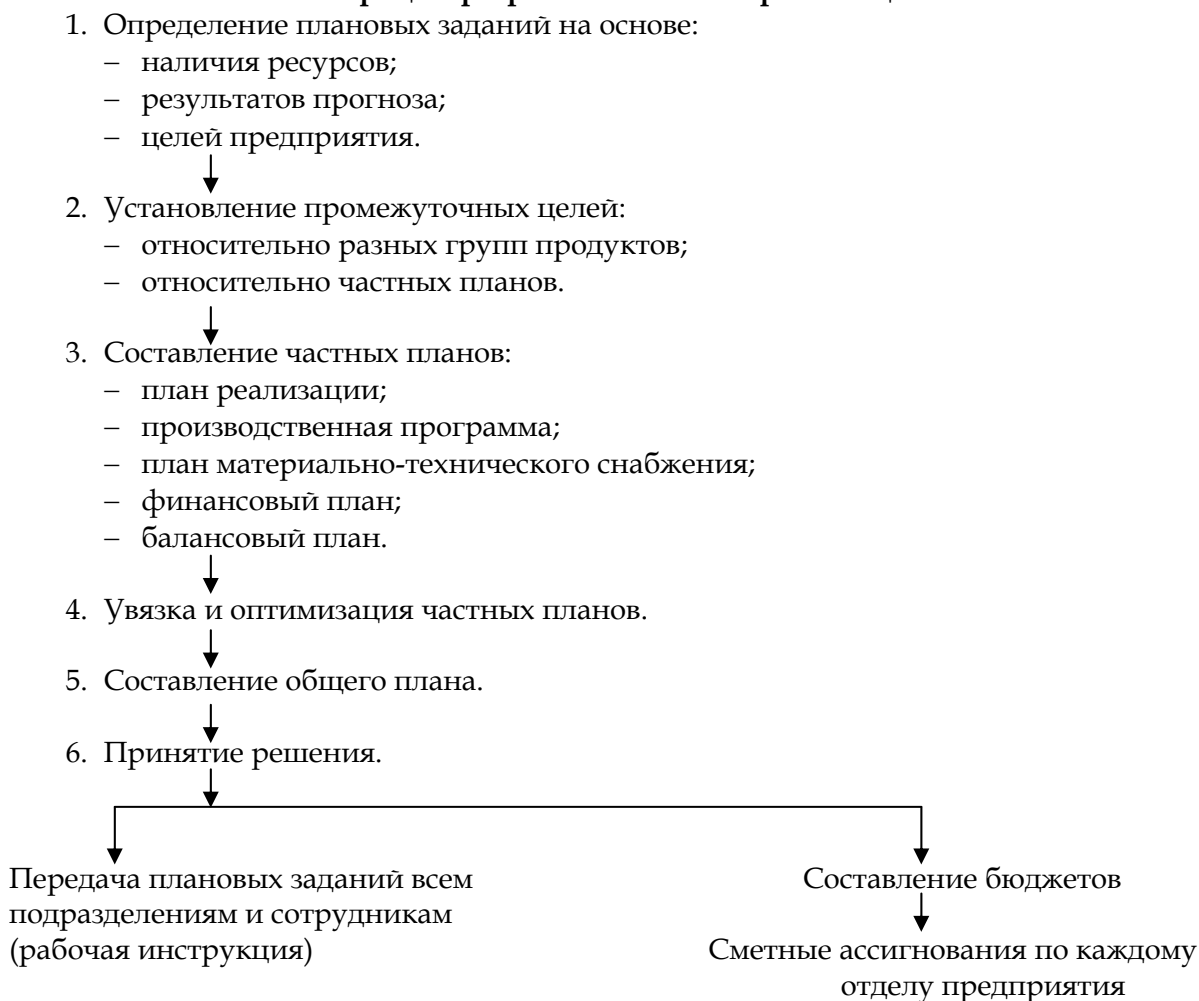 1. Определение плановых заданий на основе:
– наличия ресурсов;
– результатов прогноза;
– целей предприятия.
2. Установление промежуточных целей:
– относительно разных групп продуктов;
– относительно частных планов.
3. Составление частных планов:
– план реализации;
– производственная программа;
– план материально-технического снабжения;
– финансовый план;
– балансовый план.
4. Увязка и оптимизация частных планов.
5. Составление общего плана.
6. Принятие решения.
Передача плановых заданий всем
подразделениям и сотрудникам
(рабочая инструкция)
Составление бюджетов
Сметные ассигнования по каждому
отделу предприятия